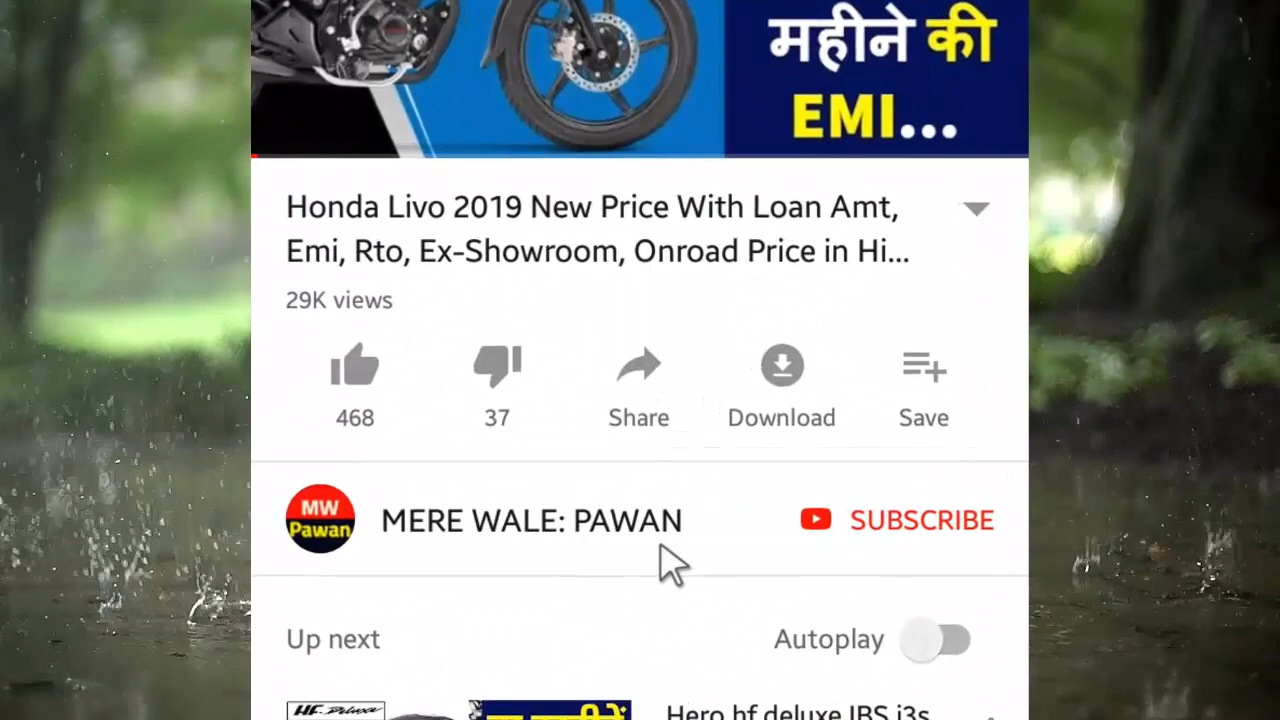 महीने की
EMI...
Honda Livo 2019 New Price With Loan Amt,
Emi, Rto, Ex-Showroom, Onroad Price in Hi...
29K views
468
37
Share
Download
Save
MW
Pawan
MERE WALE: PAWAN
SUBSCRIBE
Up next
Autoplay
HF Deluxe
Hero hf deluxe IBS i3s